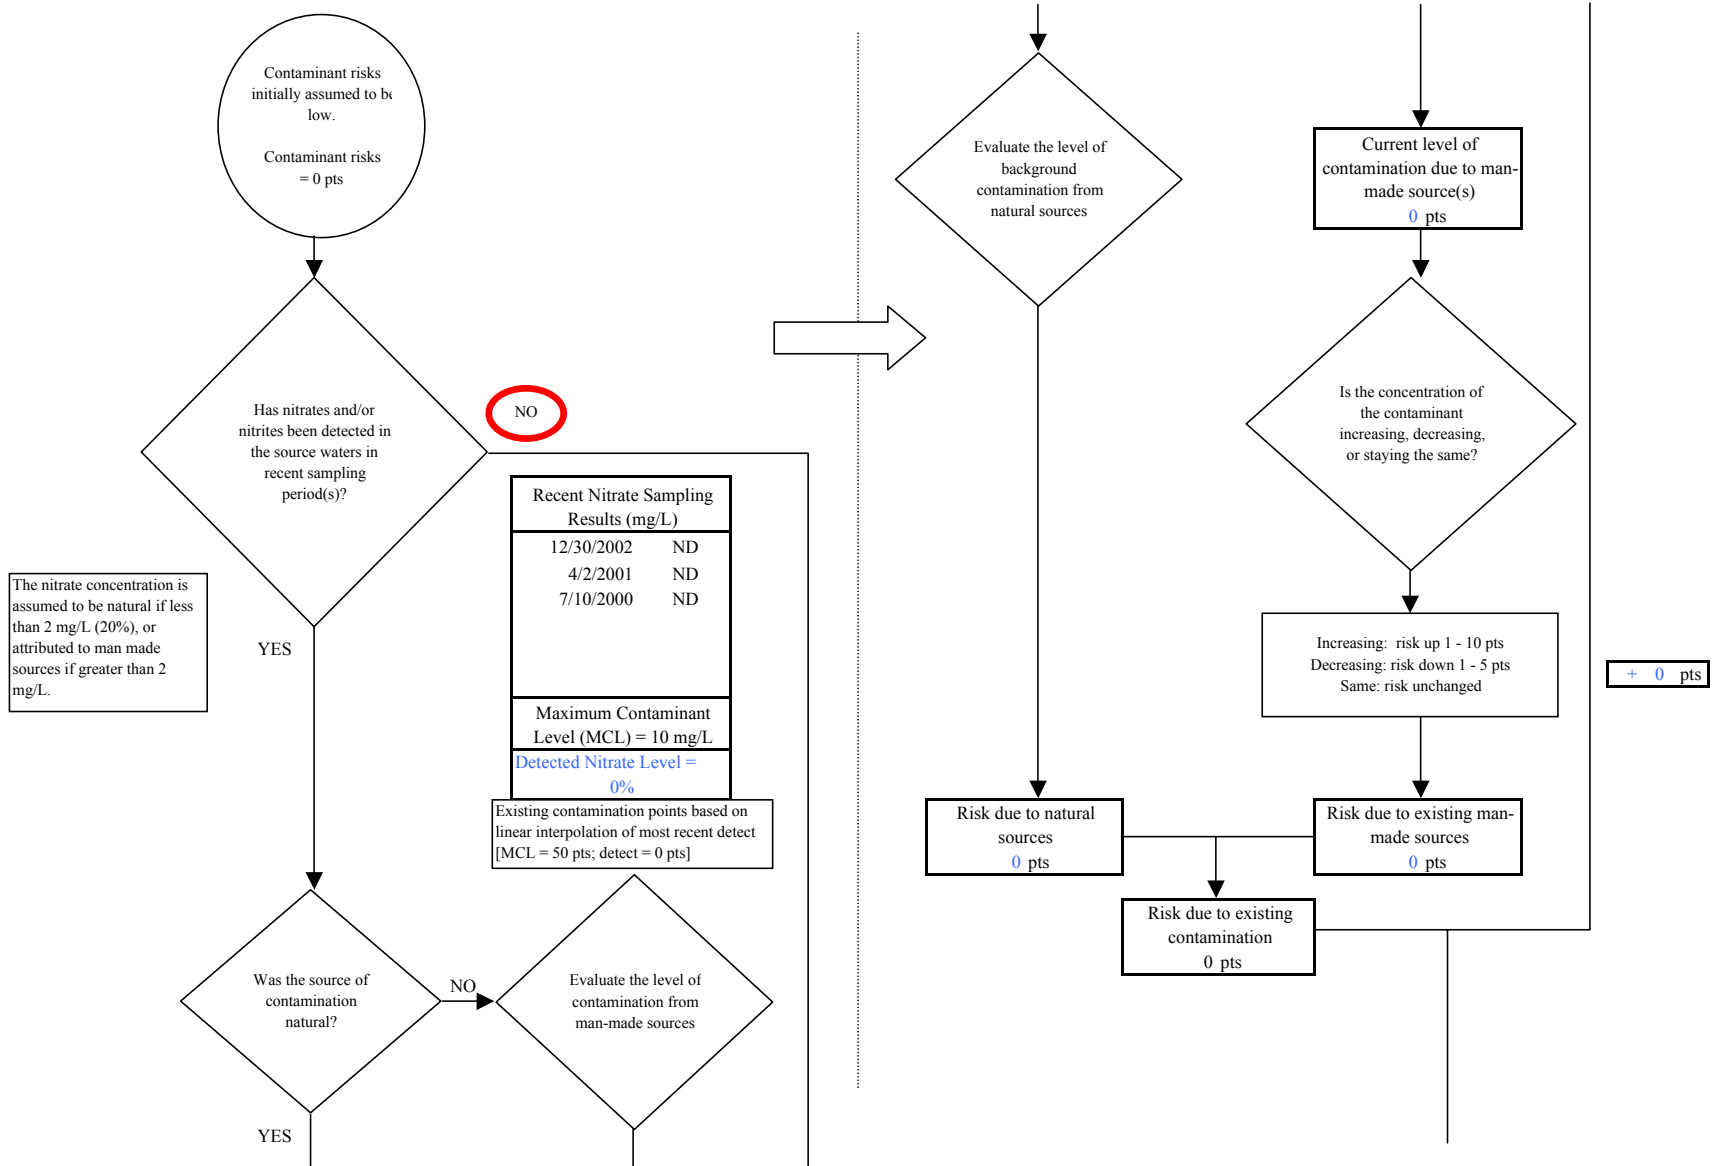 Contaminant risks
initially assumed to be
low.
Contaminant risks
= 0 pts
Has nitrates and/or
nitrites been detected in
the source waters in
recent sampling
period(s)?
NO
Recent Nitrate Sampling
Results (mg/L)
12/30/2002 ND
4/2/2001 ND
7/10/2000 ND
Maximum Contaminant
Level (MCL) = 10 mg/L
Detected Nitrate Level =
0%
Existing contamination points based on
linear interpolation of most recent detect
[MCL = 50 pts; detect = 0 pts]
The nitrate concentration is
assumed to be natural if less
than 2 mg/L (20%), or
attributed to man made
sources if greater than 2
mg/L.
YES
Was the source of
contamination
natural?
NO
Evaluate the level of
contamination from
man-made sources
YES
Evaluate the level of
background
contamination from
natural sources
Current level of
contamination due to man-
made source(s)
0 pts
Is the concentration of
the contaminant
increasing, decreasing,
or staying the same?
Increasing: risk up 1 - 10 pts
Decreasing: risk down 1 - 5 pts
Same: risk unchanged
+ 0 pts
Risk due to natural
sources
0 pts
Risk due to existing man-
made sources
0 pts
Risk due to existing
contamination
0 pts